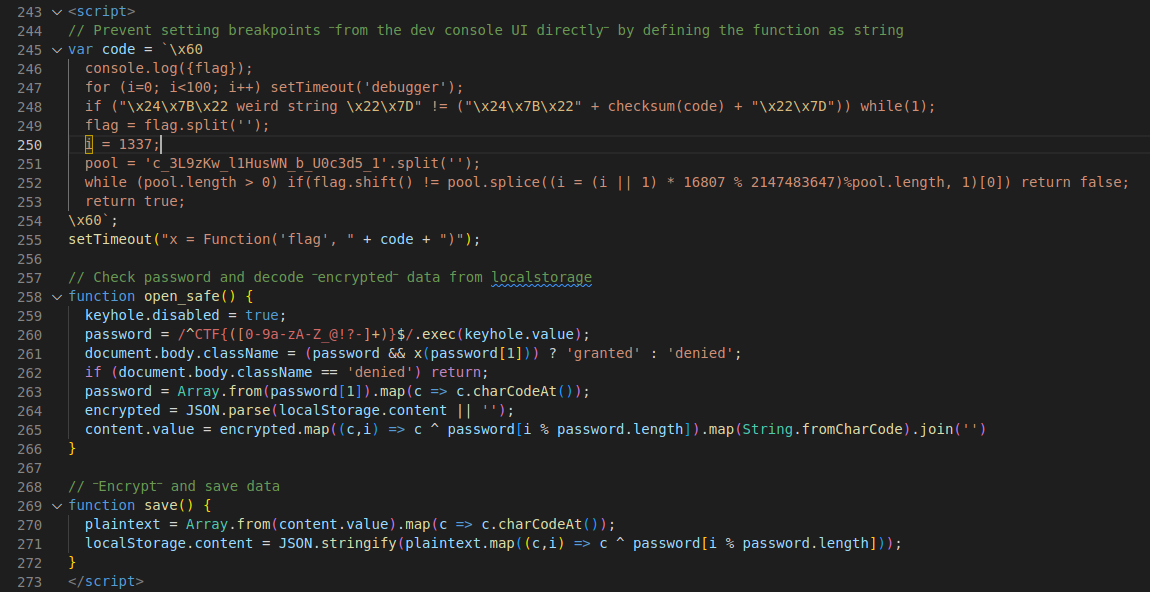 243 <script>
244 // Prevent setting breakpoints ¯from the dev console UI directly¯ by defining the function as string
245 var code = `\x60
246 console.log({flag});
247 for (i=0; i<100; i++) setTimeout('debugger');
248 if ("\x24\x7B\x22 weird string \x22\x7D" != ("\x24\x7B\x22" + checksum(code) + "\x22\x7D")) while(1);
249 flag = flag.split('');
250 i = 1337;
251 pool = 'c_3L9zKw_l1HusWN_b_U0c3d5_1'.split('');
252 while (pool.length > 0) if(flag.shift() != pool.splice((i = (i || 1) * 16807 % 2147483647)%pool.length, 1)[0]) return false;
253 return true;
254 \x60`;
255 setTimeout("x = Function('flag', " + code + ")");
256
257 // Check password and decode ¯encrypted¯ data from localstorage
258 function open_safe() {
259 keyhole.disabled = true;
260 password = /^CTF{([0-9a-zA-Z_@!?-]+)}$/.exec(keyhole.value);
261 document.body.className = (password && x(password[1])) ? 'granted' : 'denied';
262 if (document.body.className == 'denied') return;
263 password = Array.from(password[1]).map(c => c.charCodeAt());
264 encrypted = JSON.parse(localStorage.content || '');
265 content.value = encrypted.map((c,i) => c ^ password[i % password.length]).map(String.fromCharCode).join('')
266 }
267
268 // ¯Encrypt¯ and save data
269 function save() {
270 plaintext = Array.from(content.value).map(c => c.charCodeAt());
271 localStorage.content = JSON.stringify(plaintext.map((c,i) => c ^ password[i % password.length]));
272 }
273 </script>